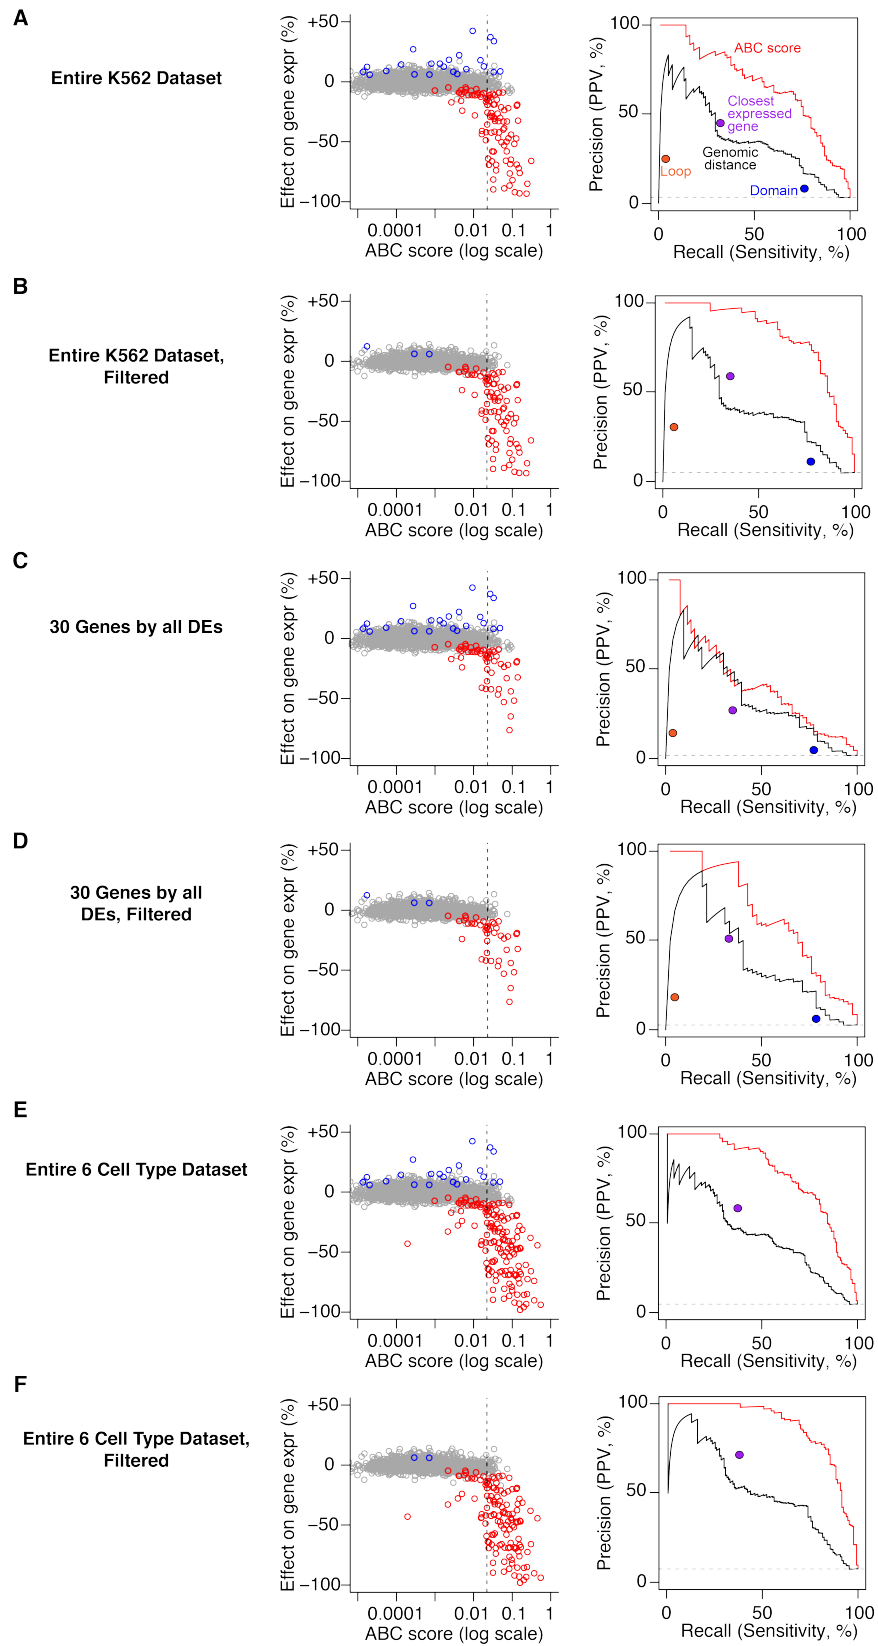 A
Entire K562 Dataset
Effect on gene expr (%)
+50
0
−50
−100
0.0001 0.01 0.1 1
ABC score (log scale)
Precision (PPV, %)
100
50
0
ABC score
Closest
expressed
gene
Genomic
distance
Loop
Domain
0 50 100
Recall (Sensitivity, %)
B
Entire K562 Dataset,
Filtered
Effect on gene expr (%)
+50
0
−50
−100
0.0001 0.01 0.1 1
ABC score (log scale)
Precision (PPV, %)
100
50
0
0 50 100
Recall (Sensitivity, %)
C
30 Genes by all DEs
Effect on gene expr (%)
+50
0
−50
−100
0.0001 0.01 0.1 1
ABC score (log scale)
Precision (PPV, %)
100
50
0
0 50 100
Recall (Sensitivity, %)
D
30 Genes by all
DEs, Filtered
Effect on gene expr (%)
+50
0
−50
−100
0.0001 0.01 0.1 1
ABC score (log scale)
Precision (PPV, %)
100
50
0
0 50 100
Recall (Sensitivity, %)
E
Entire 6 Cell Type Dataset
Effect on gene expr (%)
+50
0
−50
−100
0.0001 0.01 0.1 1
ABC score (log scale)
Precision (PPV, %)
100
50
0
0 50 100
Recall (Sensitivity, %)
F
Entire 6 Cell Type Dataset,
Filtered
Effect on gene expr (%)
+50
0
−50
−100
0.0001 0.01 0.1 1
ABC score (log scale)
Precision (PPV, %)
100
50
0
0 50 100
Recall (Sensitivity, %)